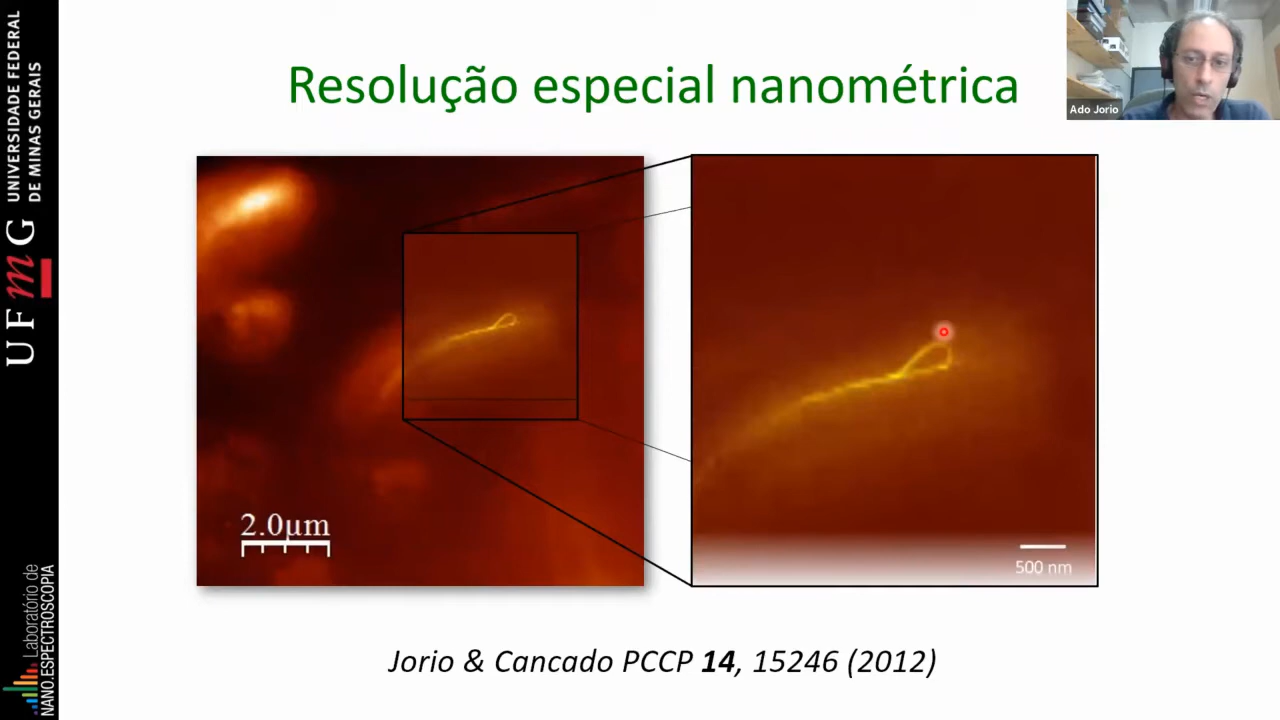 Resolução especial nanométrica
Ado Jorio
UNIVERSIDADE FEDERAL
DE MINAS GERAIS
UFmG
2.0µm
500 nm
Jorio & Cancado PCCP 14, 15246 (2012)
Laboratório de
NANO.ESPECTROSCOPIA